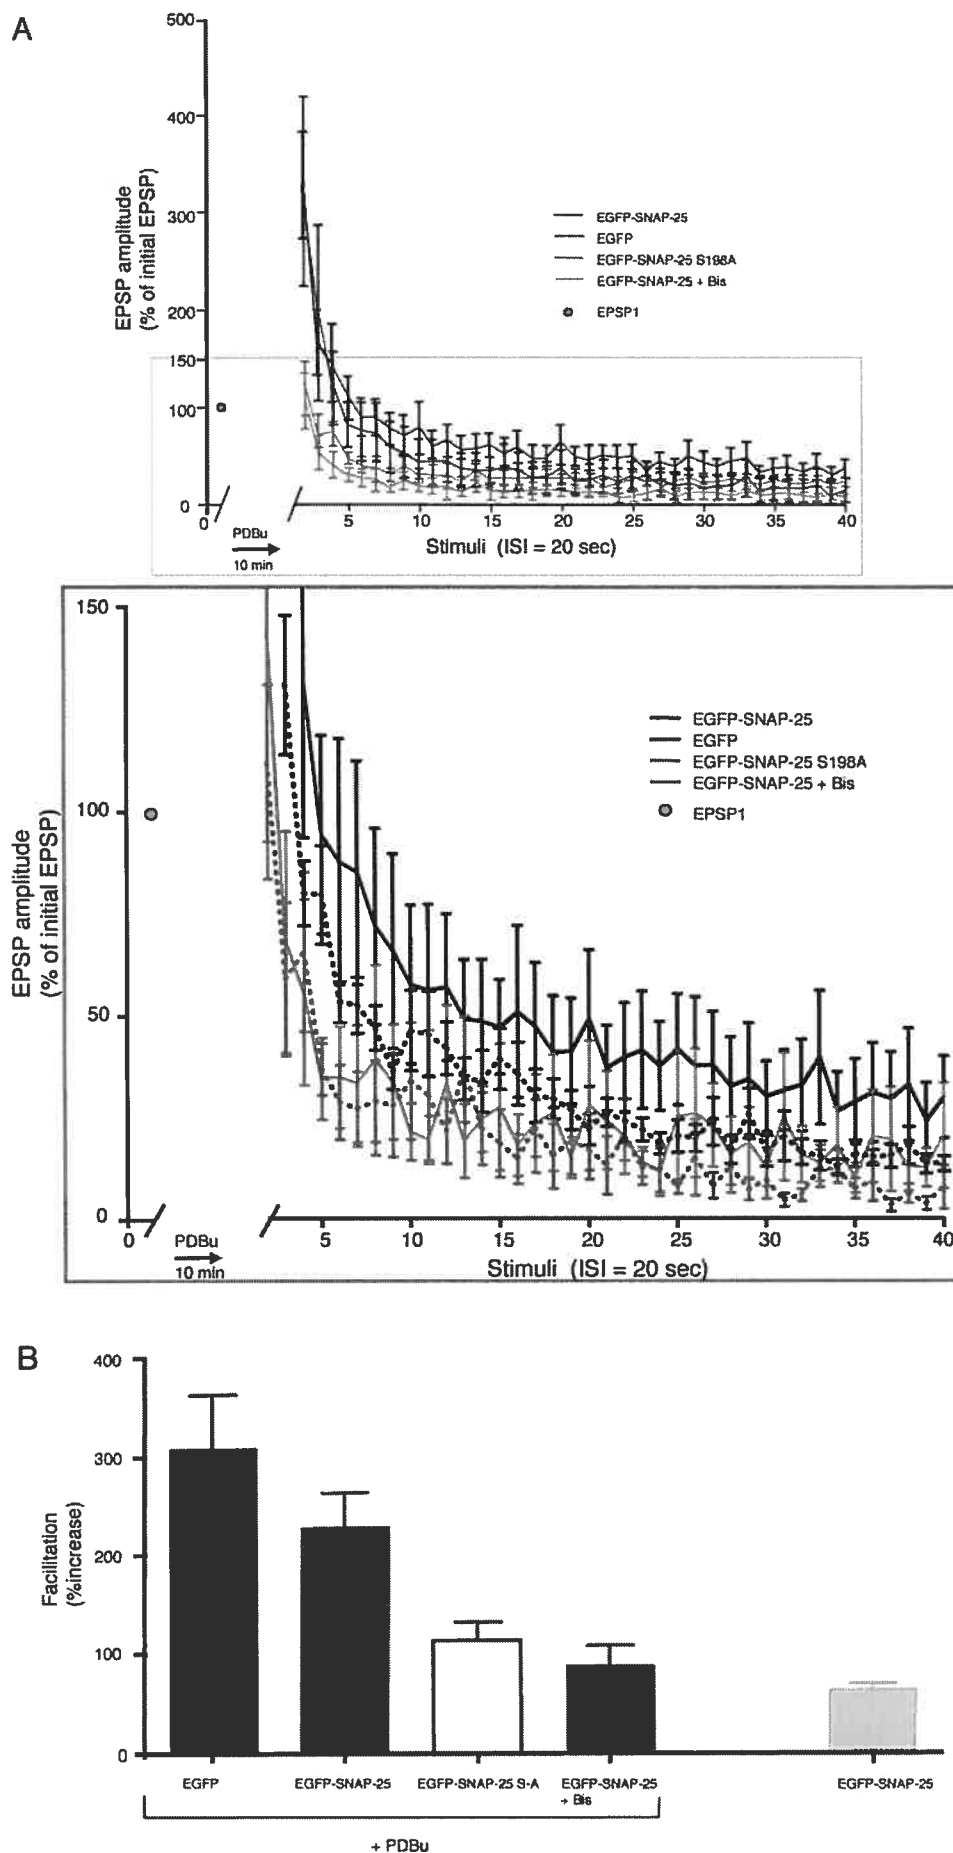 A
500
400
300
200
150
100
0
0
EPSP amplitude
(% of initial EPSP)
EGFP-SNAP-25
EGFP
EGFP-SNAP-25 S198A
EGFP-SNAP-25 + Bis
EPSP1
5 10 15 20 25 30 35 40
PDBu
10 min
Stimuli (ISI = 20 sec)
150
100
50
0
0
EPSP amplitude
(% of initial EPSP)
EGFP-SNAP-25
EGFP
EGFP-SNAP-25 S198A
EGFP-SNAP-25 + Bis
EPSP1
5 10 15 20 25 30 35 40
PDBu
10 min
Stimuli (ISI = 20 sec)
B
400
300
200
100
0
Facilitation
(%increase)
EGFP EGFP-SNAP-25 EGFP-SNAP-25 S-A EGFP-SNAP-25 EGFP-SNAP-25
+ Bis
+ PDBu